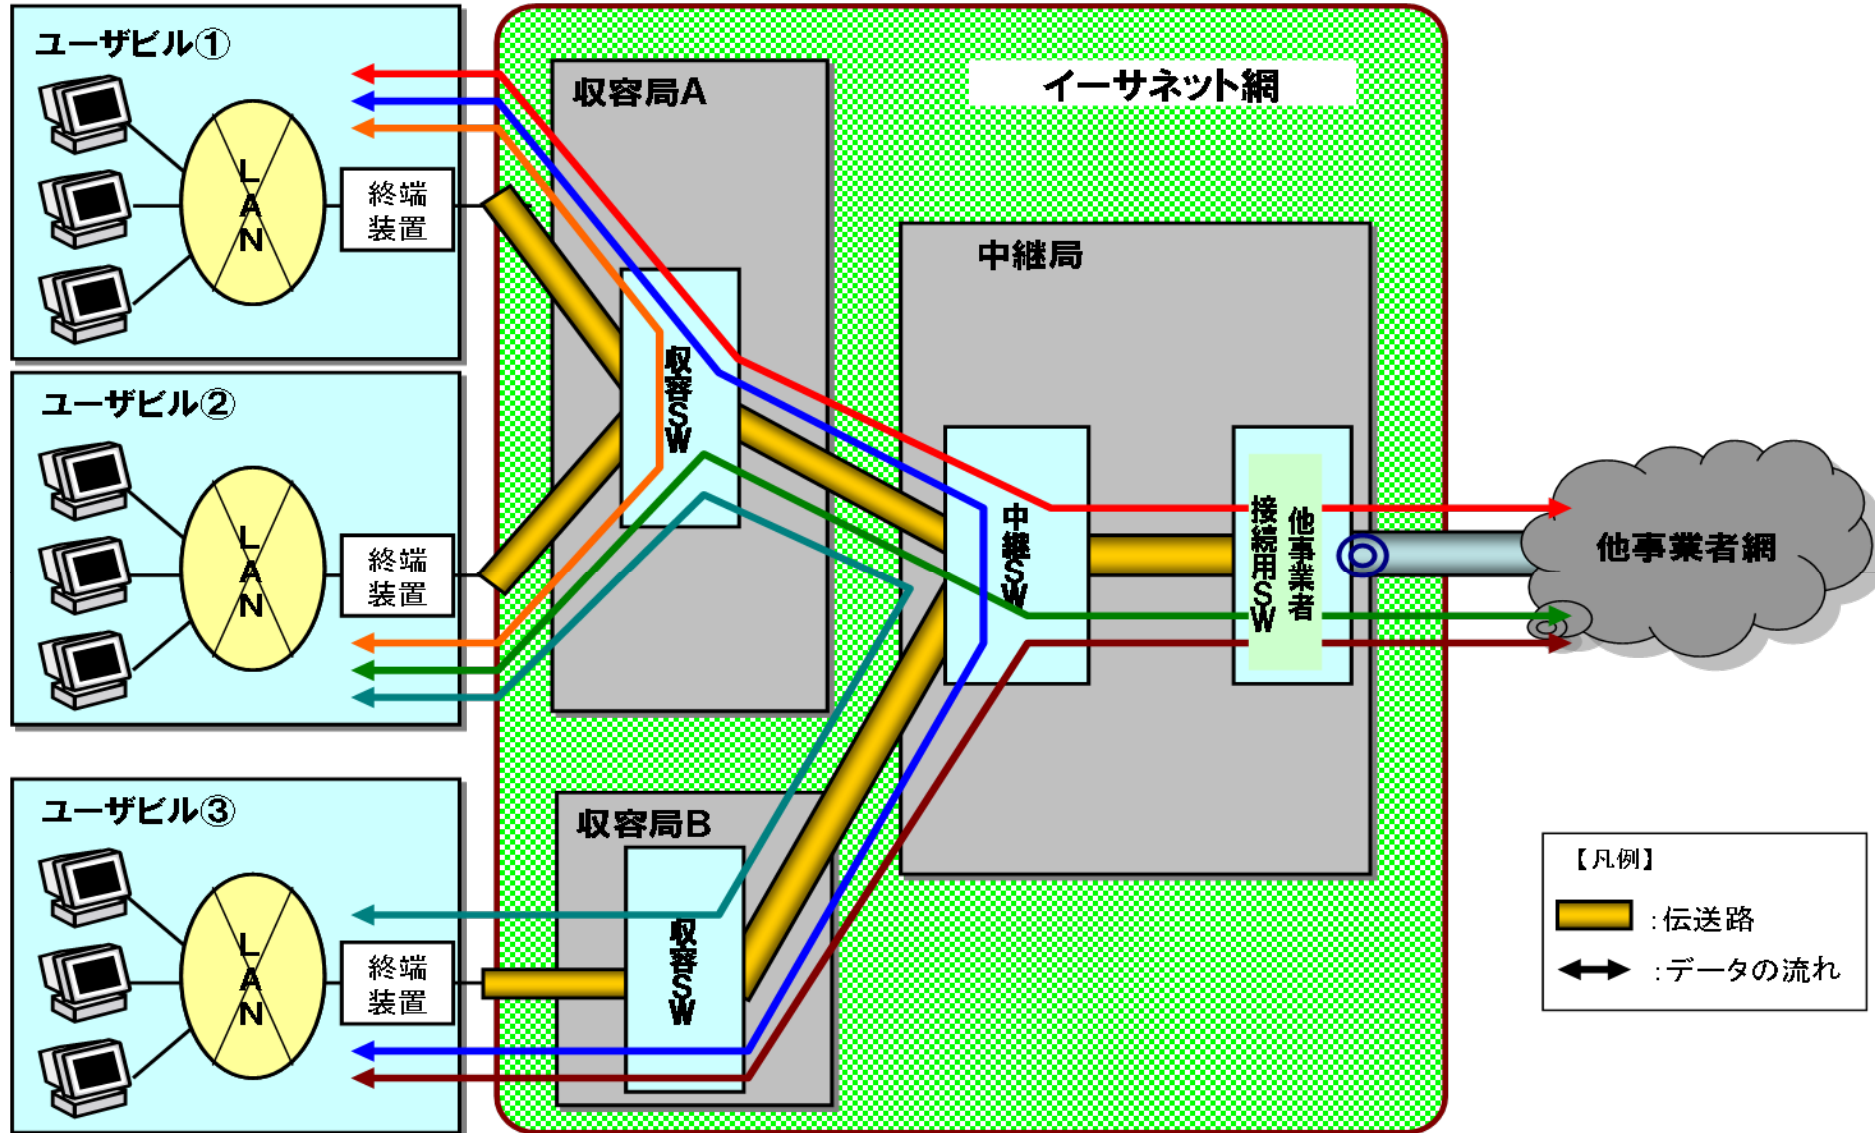 ユーザビル①
LAN
終端
装置
ユーザビル②
LAN
終端
装置
ユーザビル③
LAN
終端
装置
イーサネット網
収容局A
収容SW
収容局B
収容SW
中継局
中継SW
他事業者
接続用SW
他事業者網
【凡例】
：伝送路
：データの流れ